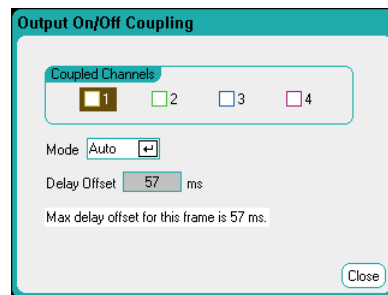 Output On/Off Coupling
Coupled Channels
1 2 3 4
Mode Auto
Delay Offset 57 ms
Max delay offset for this frame is 57 ms.
Close